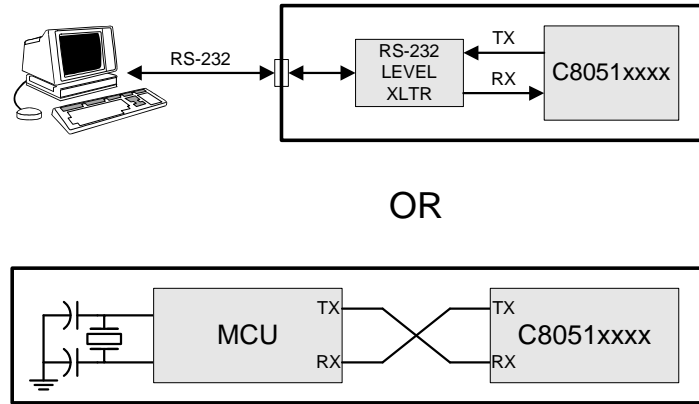 RS-232
RS-232
LEVEL
XLTR
TX
RX
C8051xxxx
OR
MCU
TX
RX
TX
RX
C8051xxxx